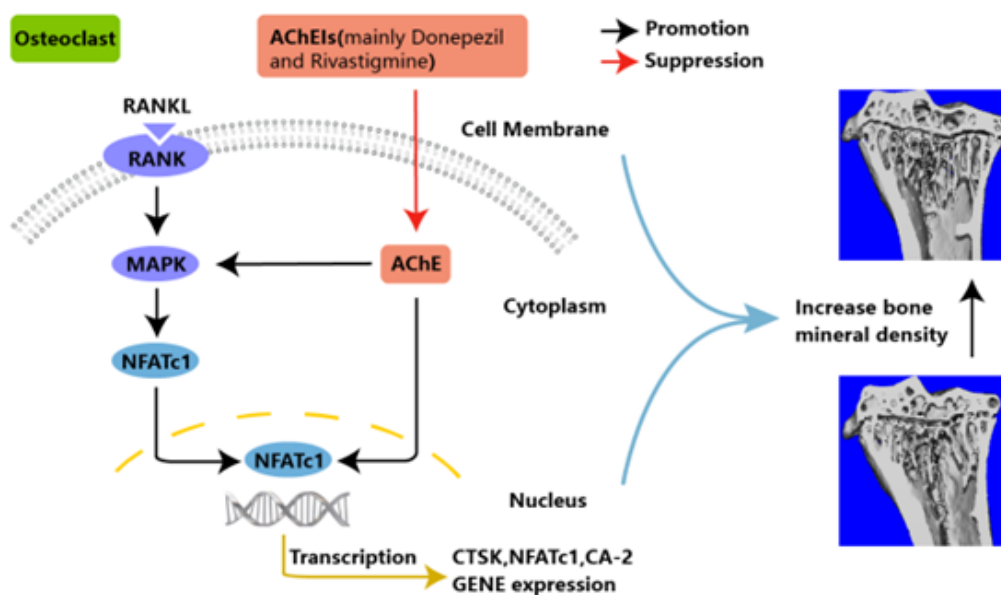 Osteoclast
AChEIs(mainly Donepezil
and Rivastigmine)
Promotion
Suppression
RANKL
RANK
Cell Membrane
MAPK
AChE
Cytoplasm
Increase bone
mineral density
NFATc1
NFATc1
Nucleus
Transcription
CTSK,NFATc1,CA-2
GENE expression